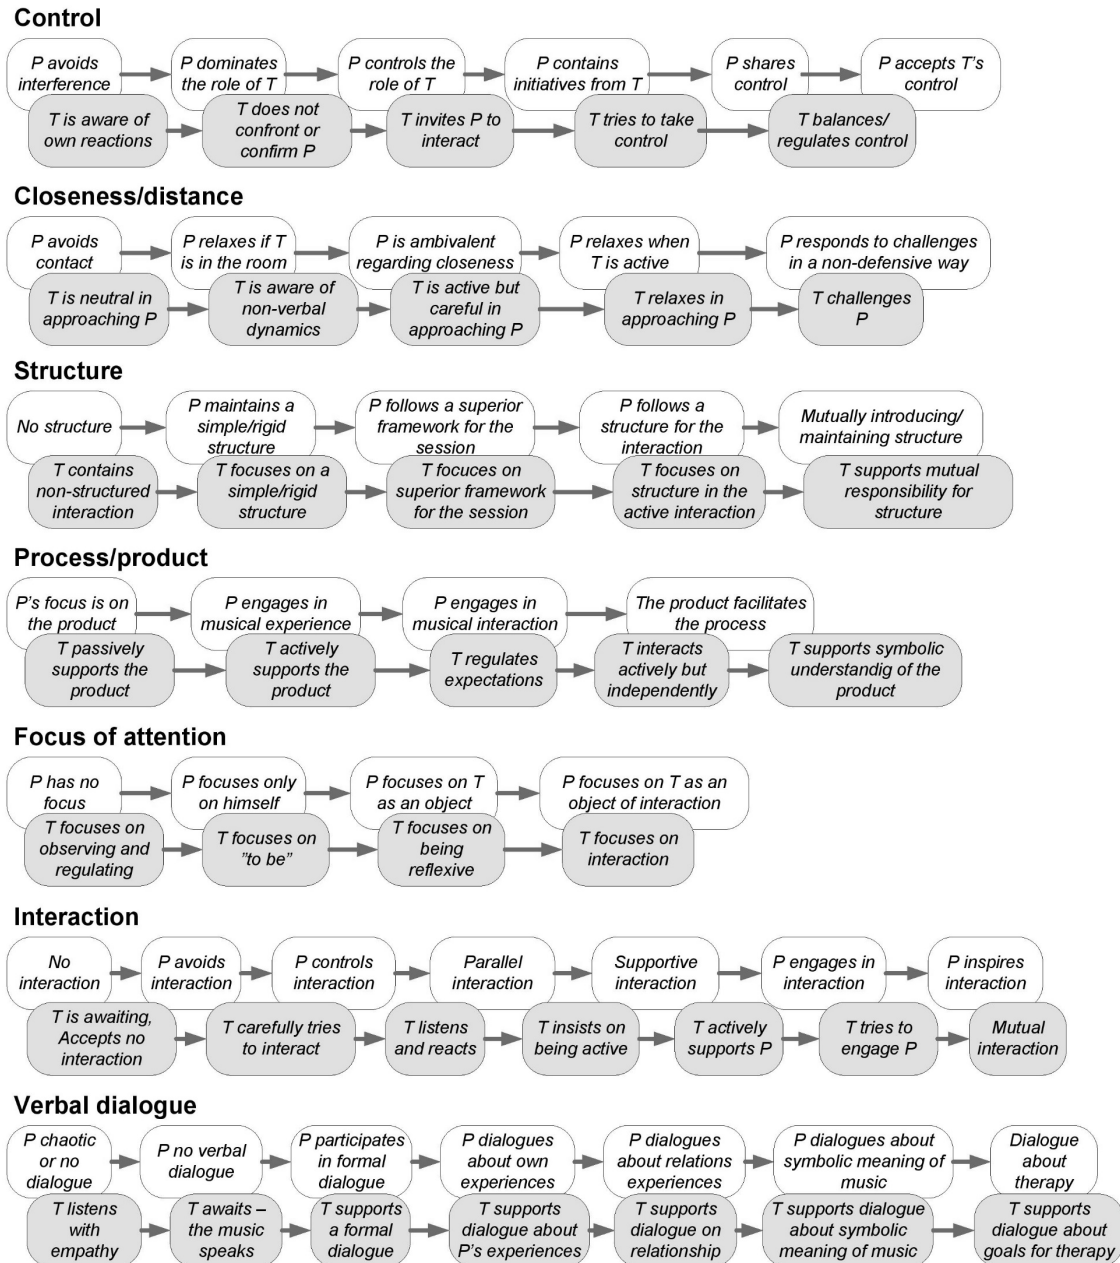 Control
P avoids
interference
P dominates
the role of T
P controls the
role of T
P contains
initiatives from T
P shares
control
P accepts T's
control
T is aware of
own reactions
T does not
confront or
confirm P
T invites P to
interact
T tries to take
control
T balances/
regulates control
Closeness/distance
P avoids
contact
P relaxes if T
is in the room
P is ambivalent
regarding closeness
P relaxes when
T is active
P responds to challenges
in a non-defensive way
T is neutral in
approaching P
T is aware of
non-verbal
dynamics
T is active but
careful in
approaching P
T relaxes in
approaching P
T challenges
P
Structure
No structure
P maintains a
simple/rigid
structure
P follows a superior
framework for the
session
P follows a
structure for the
interaction
Mutually introducing/
maintaining structure
T contains
non-structured
interaction
T focuses on a
simple/rigid
structure
T focuces on
superior framework
for the session
T focuses on
structure in the
active interaction
T supports mutual
responsibility for
structure
Process/product
P's focus is on
the product
P engages in
musical experience
P engages in
musical interaction
The product facilitates
the process
T passively
supports the
product
T actively
supports the
product
T regulates
expectations
T interacts
actively but
independently
T supports symbolic
understandig of the
product
Focus of attention
P has no
focus
P focuses only
on himself
P focuses on T
as an object
P focuses on T as an
object of interaction
T focuses on
observing and
regulating
T focuses on
”to be”
T focuses on
being
reflexive
T focuses on
interaction
Interaction
No
interaction
P avoids
interaction
P controls
interaction
Parallel
interaction
Supportive
interaction
P engages in
interaction
P inspires
interaction
T is awaiting,
Accepts no
interaction
T carefully tries
to interact
T listens
and reacts
T insists on
being active
T actively
supports P
T tries to
engage P
Mutual
interaction
Verbal dialogue
P chaotic
or no
dialogue
P no verbal
dialogue
P participates
in formal
dialogue
P dialogues
about own
experiences
P dialogues
about relations
experiences
P dialogues about
symbolic meaning of
music
Dialogue
about
therapy
T listens
with
empathy
T awaits –
the music
speaks
T supports
a formal
dialogue
T supports
dialogue about
P's experiences
T supports
dialogue on
relationship
T supports dialogue
about symbolic
meaning of music
T supports
dialogue about
goals for therapy